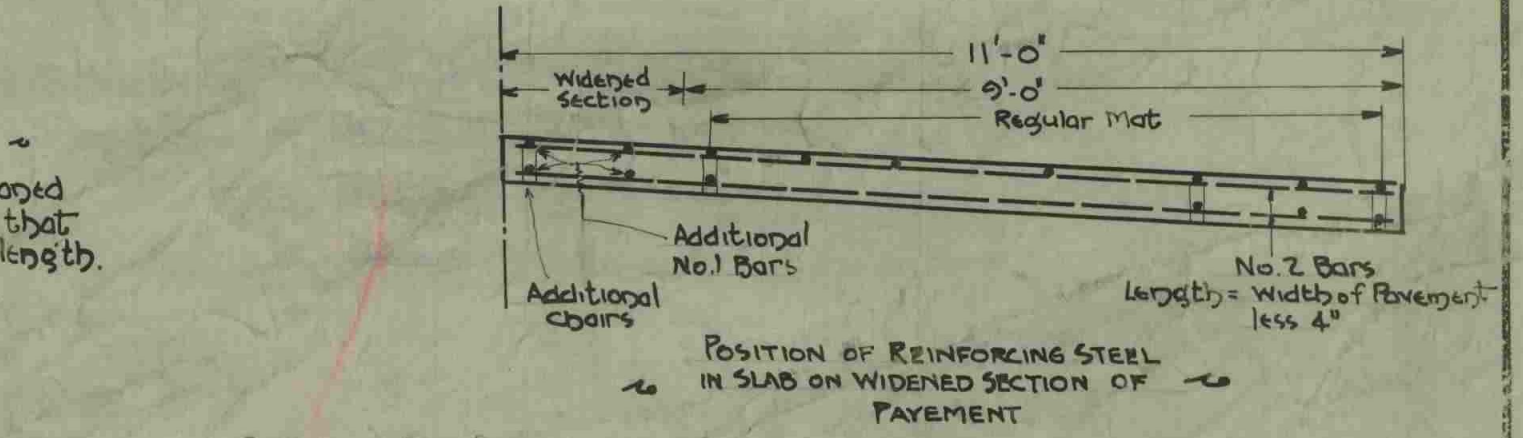 11'-0"
Widened
Section
9'-0"
Regular Mat
that
length.
Additional
No.1 Bars
Additional
Chairs
No. 2 Bars
Length = Width of Pavement
less 4"
POSITION OF REINFORCING STEEL
IN SLAB ON WIDENED SECTION OF
PAVEMENT